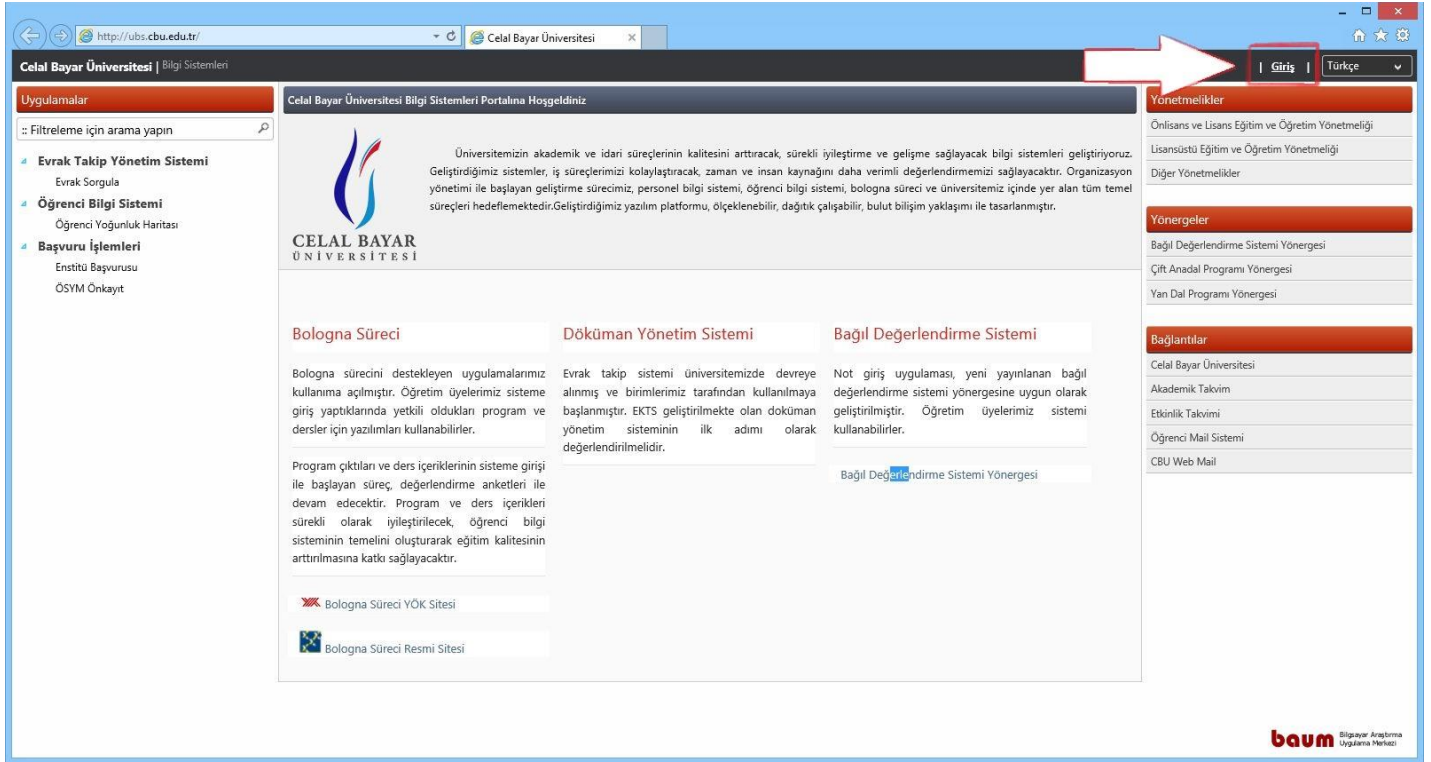 http://ubs.cbu.edu.tr/
Celal Bayar Üniversitesi
Celal Bayar Üniversitesi | Bilgi Sistemleri
| Giriş |
Türkçe
Uygulamalar
:: Filtreleme için arama yapın
Evrak Takip Yönetim Sistemi
Evrak Sorgula
Öğrenci Bilgi Sistemi
Öğrenci Yoğunluk Haritası
Başvuru İşlemleri
Enstitü Başvurusu
ÖSYM Önkayıt
Celal Bayar Üniversitesi Bilgi Sistemleri Portalına Hoşgeldiniz
CELAL BAYAR
ÜNİVERSİTESİ
Üniversitemizin akademik ve idari süreçlerinin kalitesini arttıracak, sürekli iyileştirme ve gelişme sağlayacak bilgi sistemleri geliştiriyoruz.
Geliştirdiğimiz sistemler, iş süreçlerimizi kolaylaştıracak, zaman ve insan kaynağını daha verimli değerlendirmemizi sağlayacaktır. Organizasyon
yönetimi ile başlayan geliştirme sürecimiz, personel bilgi sistemi, öğrenci bilgi sistemi, bologna süreci ve üniversitemiz içinde yer alan tüm temel
süreçleri hedeflemektedir.Geliştirdiğimiz yazılım platformu, ölçeklenebilir, dağıtık çalışabilir, bulut bilişim yaklaşımı ile tasarlanmıştır.
Bologna Süreci
Bologna sürecini destekleyen uygulamalarımız
kullanıma açılmıştır. Öğretim üyelerimiz sisteme
giriş yaptıklarında yetkili oldukları program ve
dersler için yazılımları kullanabilirler.
Program çıktıları ve ders içeriklerinin sisteme girişi
ile başlayan süreç, değerlendirme anketleri ile
devam edecektir. Program ve ders içerikleri
sürekli olarak iyileştirilecek, öğrenci bilgi
sisteminin temelini oluşturarak eğitim kalitesinin
arttırılmasına katkı sağlayacaktır.
Bologna Süreci YÖK Sitesi
Bologna Süreci Resmi Sitesi
Döküman Yönetim Sistemi
Evrak takip sistemi üniversitemizde devreye
alınmış ve birimlerimiz tarafından kullanılmaya
başlanmıştır. EKTS geliştirilmekte olan doküman
yönetim sisteminin ilk adımı olarak
değerlendirilmelidir.
Bağıl Değerlendirme Sistemi
Not giriş uygulaması, yeni yayınlanan bağıl
değerlendirme sistemi yönergesine uygun olarak
geliştirilmiştir. Öğretim üyelerimiz sistemi
kullanabilirler.
Bağıl Değerlendirme Sistemi Yönergesi
Yönetmelikler
Önlisans ve Lisans Eğitim ve Öğretim Yönetmeliği
Lisansüstü Eğitim ve Öğretim Yönetmeliği
Diğer Yönetmelikler
Yönergeler
Bağıl Değerlendirme Sistemi Yönergesi
Çift Anadal Programı Yönergesi
Yan Dal Programı Yönergesi
Bağlantılar
Celal Bayar Üniversitesi
Akademik Takvim
Etkinlik Takvimi
Öğrenci Mail Sistemi
CBU Web Mail
baum
Bilgisayar Araştırma
Uygulama Merkezi